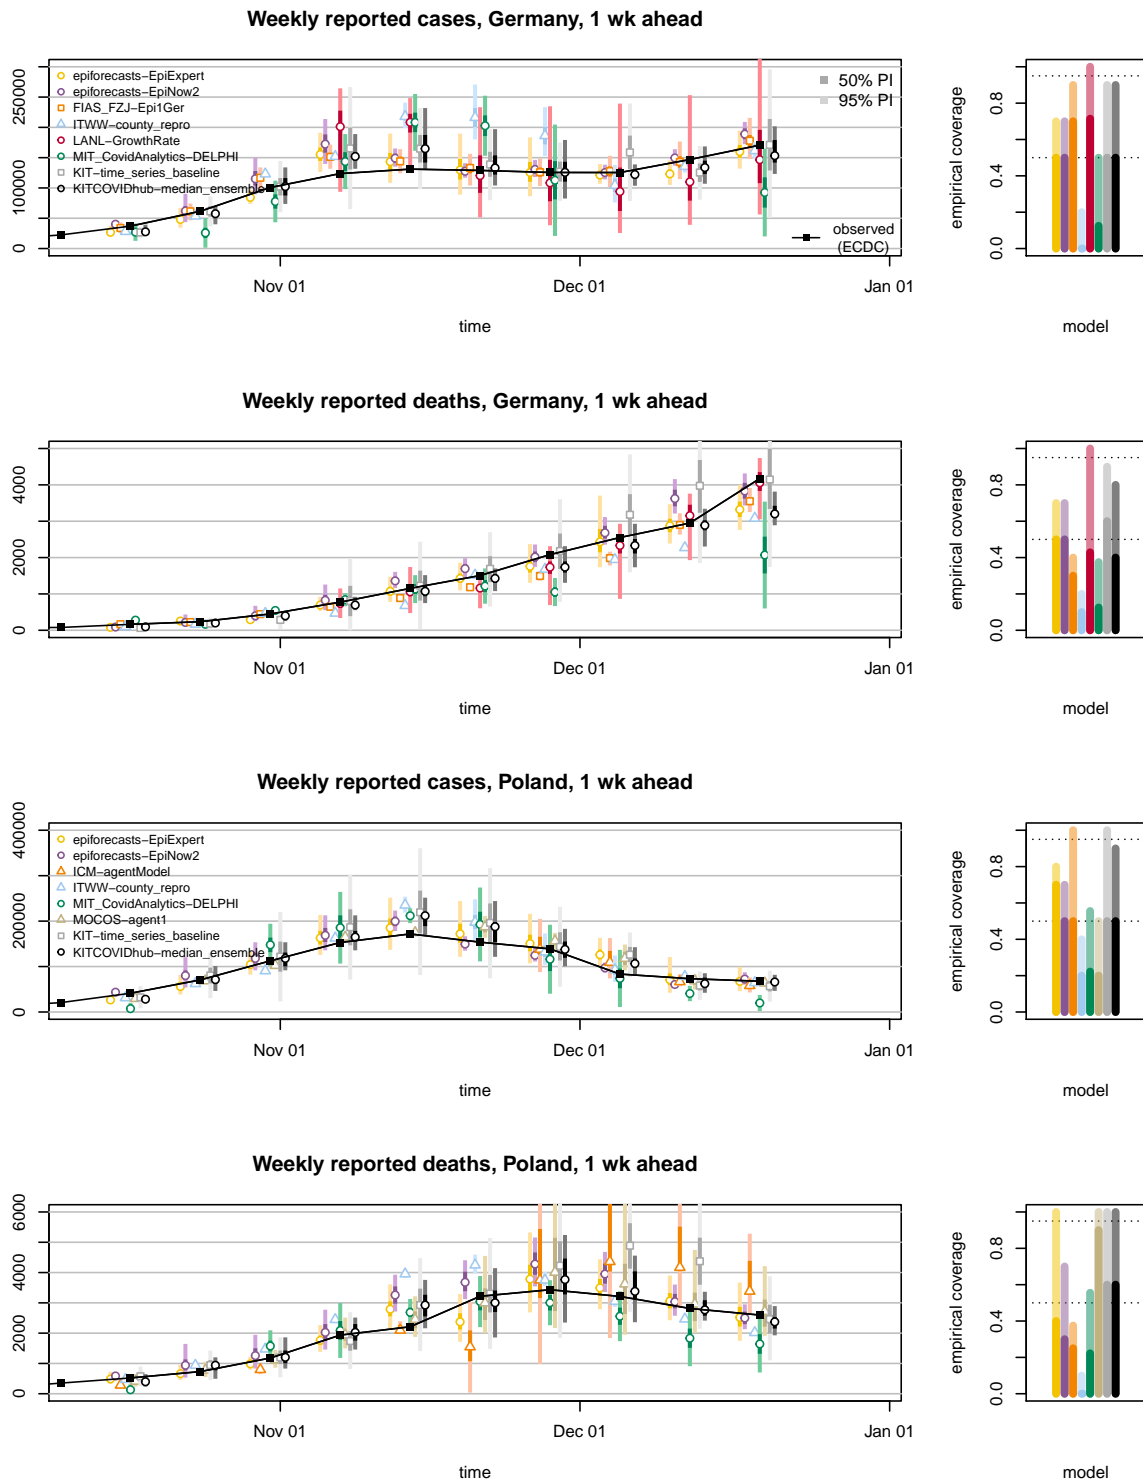 Weekly reported cases, Germany, 1 wk ahead
250000
100000
0
epiforecasts−EpiExpert
epiforecasts−EpiNow2
FIAS_FZJ−Epi1Ger
ITWW−county_repro
LANL−GrowthRate
MIT_CovidAnalytics−DELPHI
KIT−time_series_baseline
KITCOVIDhub−median_ensemble
50% PI
95% PI
observed
(ECDC)
Nov 01
Dec 01
Jan 01
time
empirical coverage
0.8
0.4
0.0
model
Weekly reported deaths, Germany, 1 wk ahead
4000
2000
0
Nov 01
Dec 01
Jan 01
time
empirical coverage
0.8
0.4
0.0
model
Weekly reported cases, Poland, 1 wk ahead
400000
200000
0
epiforecasts−EpiExpert
epiforecasts−EpiNow2
ICM−agentModel
ITWW−county_repro
MIT_CovidAnalytics−DELPHI
MOCOS−agent1
KIT−time_series_baseline
KITCOVIDhub−median_ensemble
Nov 01
Dec 01
Jan 01
time
empirical coverage
0.8
0.4
0.0
model
Weekly reported deaths, Poland, 1 wk ahead
6000
4000
2000
0
Nov 01
Dec 01
Jan 01
time
empirical coverage
0.8
0.4
0.0
model